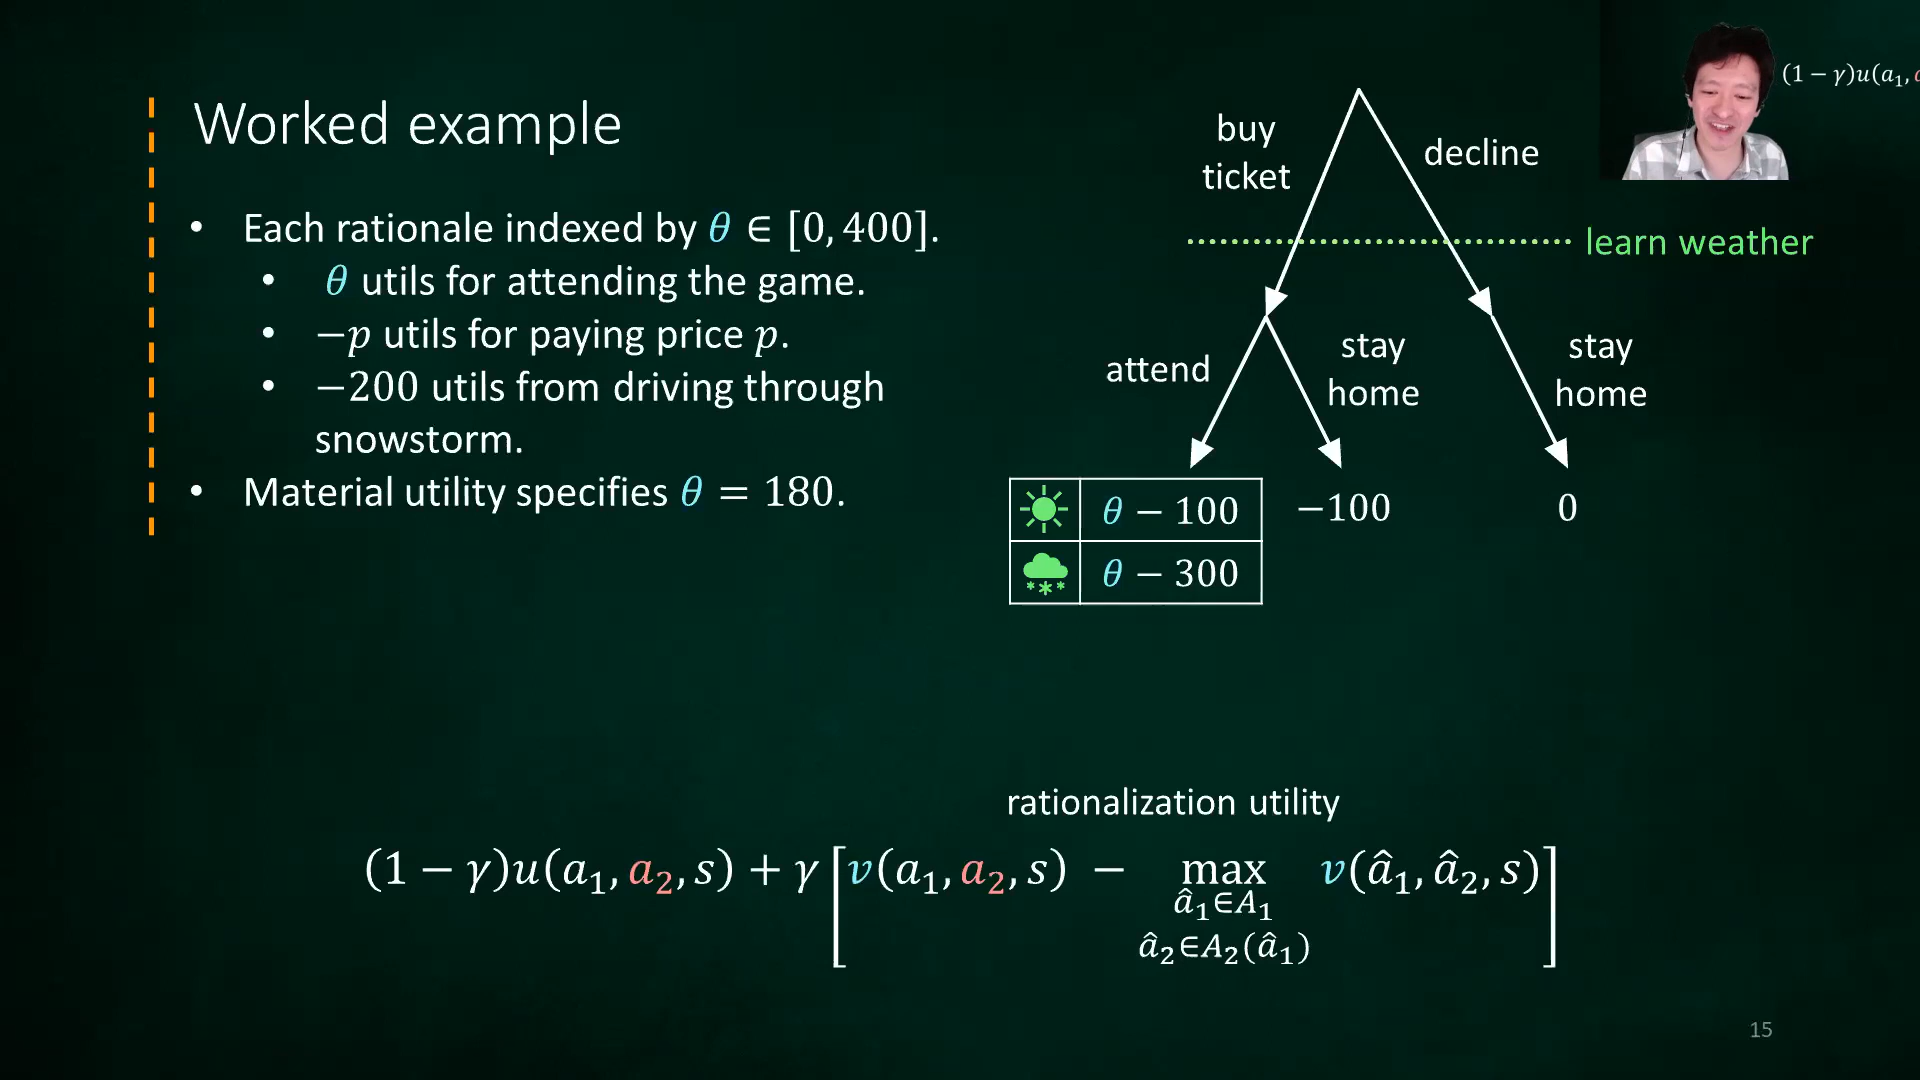 Worked example
• Each rationale indexed by θ ∈ [0, 400].
• θ utils for attending the game.
• −p utils for paying price p.
• −200 utils from driving through
snowstorm.
• Material utility specifies θ = 180.
(1 − γ)u(a₁,
buy
ticket
decline
learn weather
attend
stay
home
stay
home
θ − 100
−100
0
θ − 300
rationalization utility
(1 − γ)u(a₁, a₂, s) + γ [v(a₁, a₂, s) − max v(â₁, â₂, s)]
â₁∈A₁
â₂∈A₂(â₁)
15